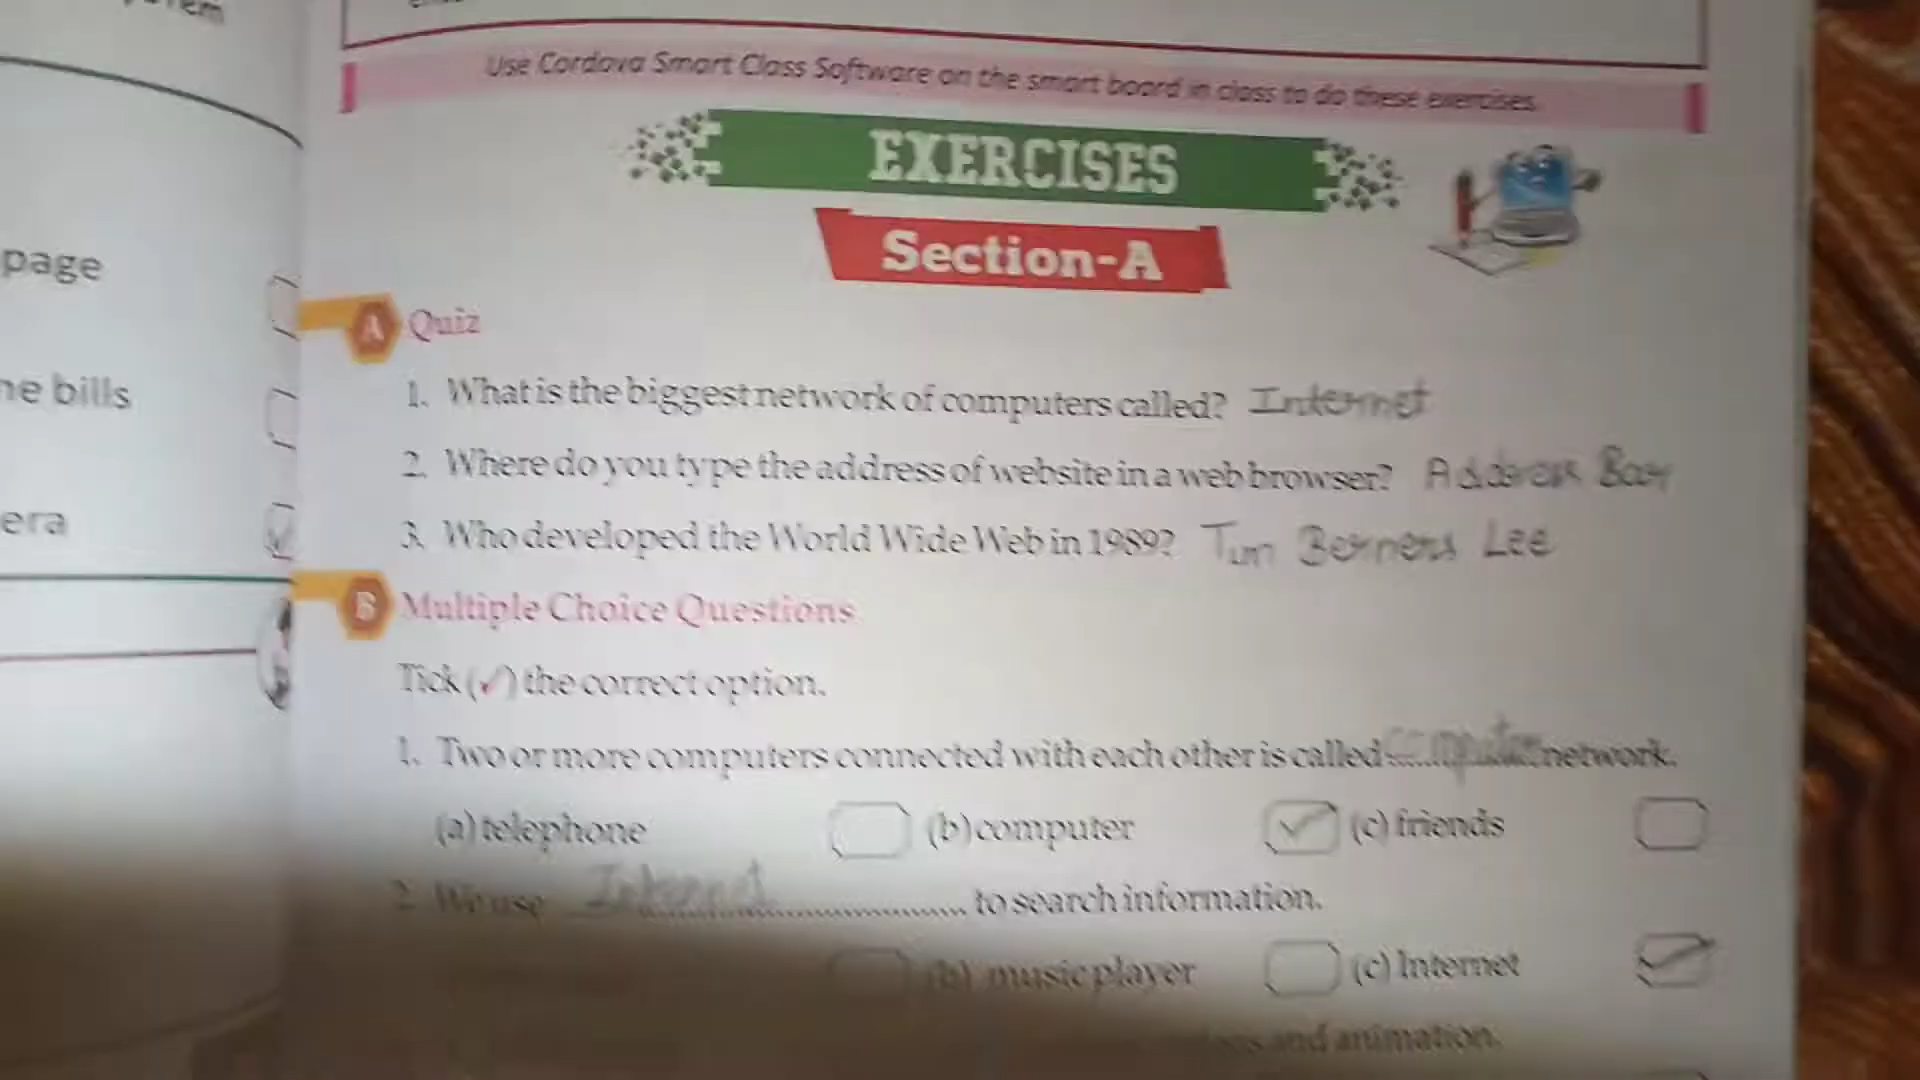 Use Cordova Smart Class Software on the smart board in class to do these exercises.
EXERCISES
Section-A
page
A Quiz
1. What is the biggest network of computers called? Internet
bills
2. Where do you type the address of website in a web browser? Address Bar
3. Who developed the World Wide Web in 1989? Tim Berners Lee
era
B Multiple Choice Questions
Tick (✓) the correct option.
1. Two or more computers connected with each other is called computer network.
(a) telephone (b) computer ✓ (c) friends
2. We use Internet to search information.
(b) music player (c) Internet ✓
and animation.